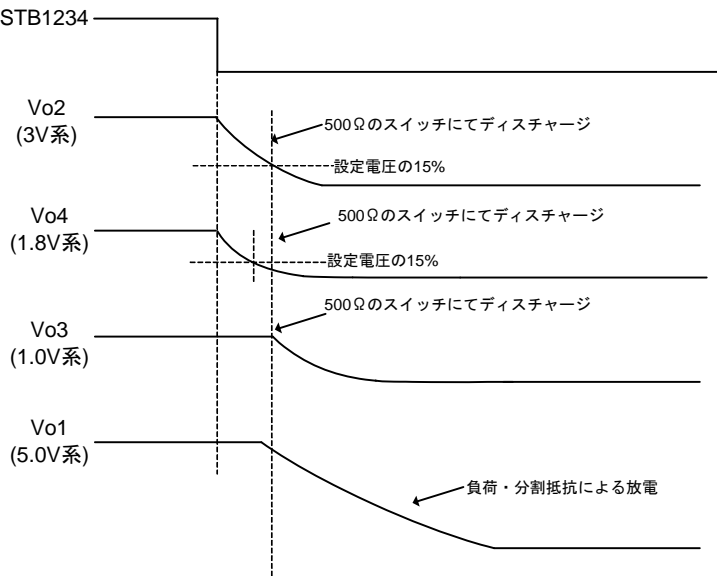 STB1234
Vo2
(3V系)
500Ωのスイッチにてディスチャージ
設定電圧の15%
Vo4
(1.8V系)
500Ωのスイッチにてディスチャージ
設定電圧の15%
Vo3
(1.0V系)
500Ωのスイッチにてディスチャージ
Vo1
(5.0V系)
負荷・分割抵抗による放電